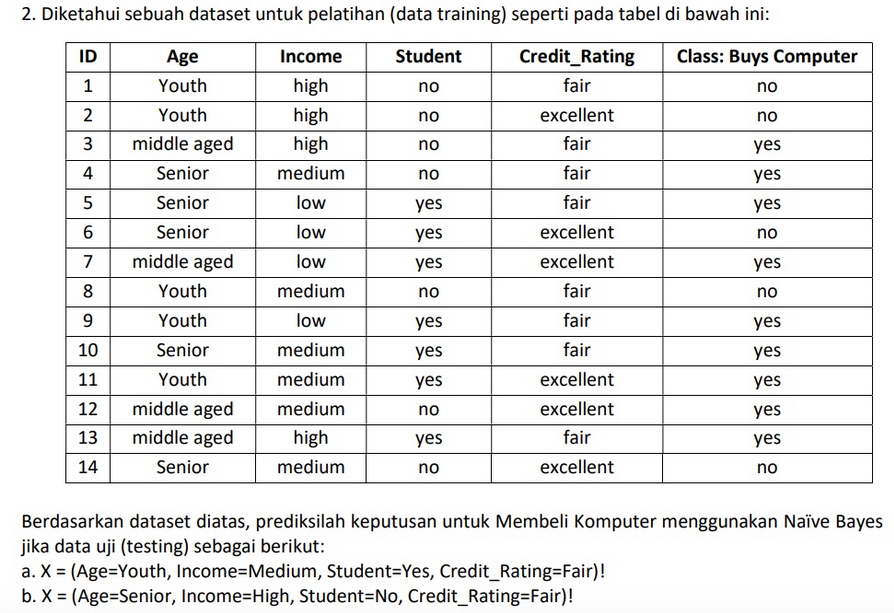 2. Diketahui sebuah dataset untuk pelatihan (data training) seperti pada tabel di bawah ini:
ID Age Income Student Credit_Rating Class: Buys Computer
1 Youth high no fair no
2 Youth high no excellent no
3 middle aged high no fair yes
4 Senior medium no fair yes
5 Senior low yes fair yes
6 Senior low yes excellent no
7 middle aged low yes excellent yes
8 Youth medium no fair no
9 Youth low yes fair yes
10 Senior medium yes fair yes
11 Youth medium yes excellent yes
12 middle aged medium no excellent yes
13 middle aged high yes fair yes
14 Senior medium no excellent no
Berdasarkan dataset diatas, prediksilah keputusan untuk Membeli Komputer menggunakan Naïve Bayes
jika data uji (testing) sebagai berikut:
a. X = (Age=Youth, Income=Medium, Student=Yes, Credit_Rating=Fair)!
b. X = (Age=Senior, Income=High, Student=No, Credit_Rating=Fair)!